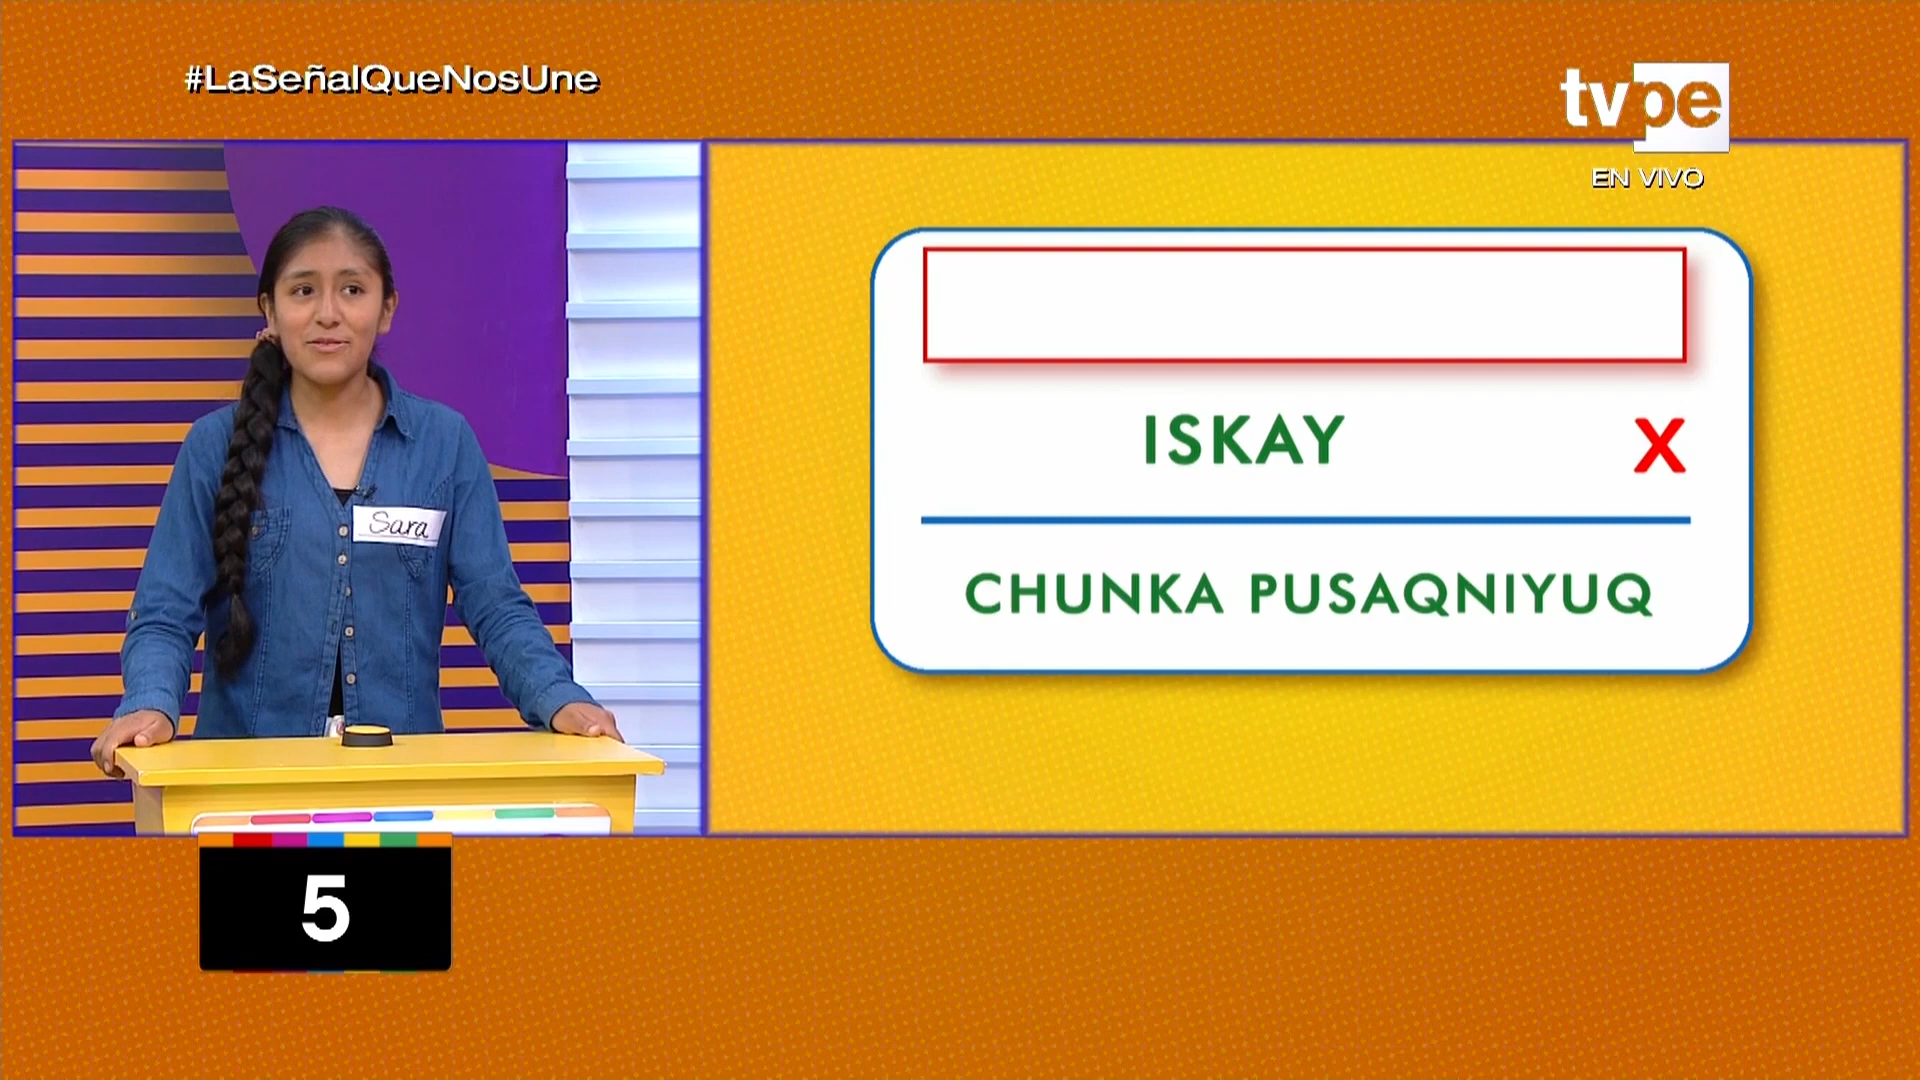 #LaSeñalQueNosUne
tvpe
EN VIVO
ISKAY X
CHUNKA PUSAQNIYUQ
Sara
5